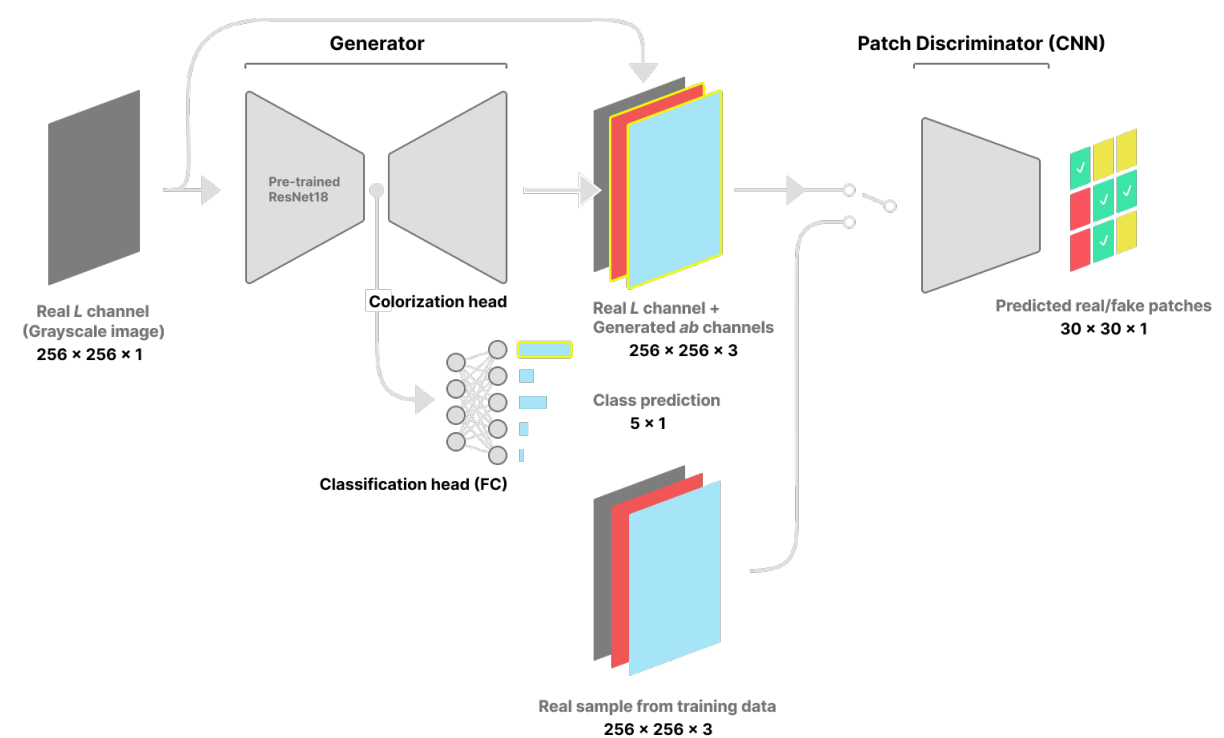 Generator
Patch Discriminator (CNN)
Pre-trained
ResNet18
Real L channel
(Grayscale image)
256 × 256 × 1
Colorization head
Real L channel +
Generated ab channels
256 × 256 × 3
Predicted real/fake patches
30 × 30 × 1
Class prediction
5 × 1
Classification head (FC)
Real sample from training data
256 × 256 × 3